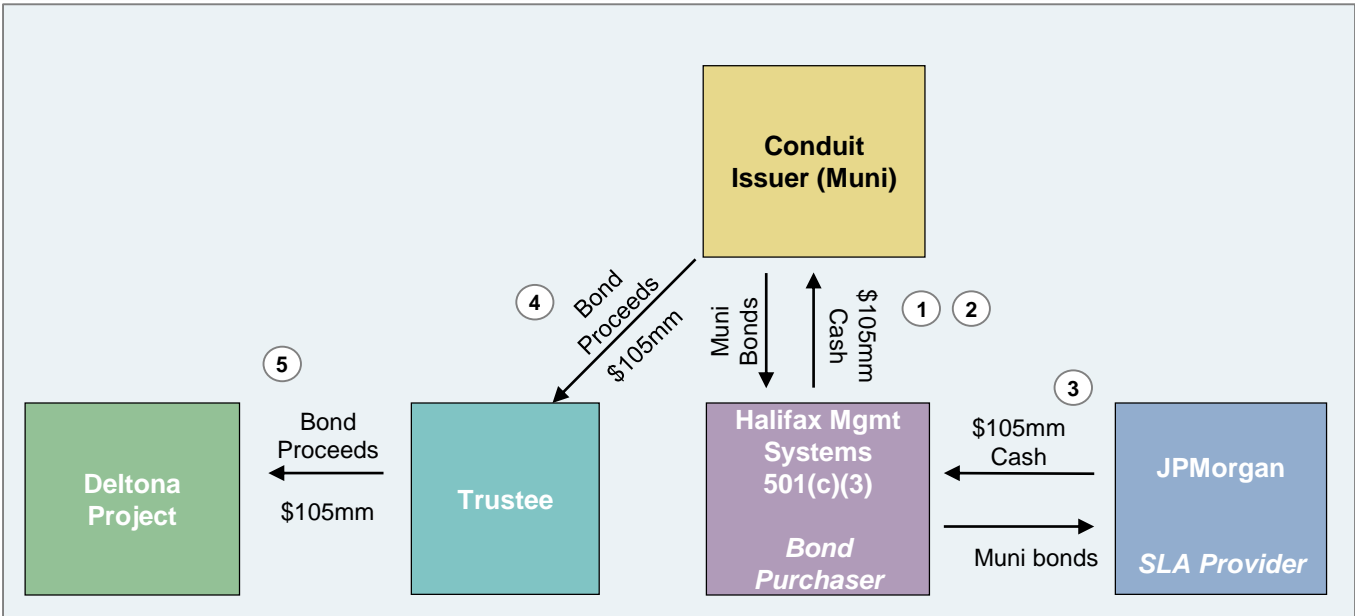 Conduit
Issuer (Muni)
4
Bond
Proceeds
$105mm
Muni
Bonds
$105mm
Cash
1
2
5
3
Bond
Proceeds
$105mm
Deltona
Project
Trustee
Halifax Mgmt
Systems
501(c)(3)
Bond
Purchaser
$105mm
Cash
Muni bonds
JPMorgan
SLA Provider